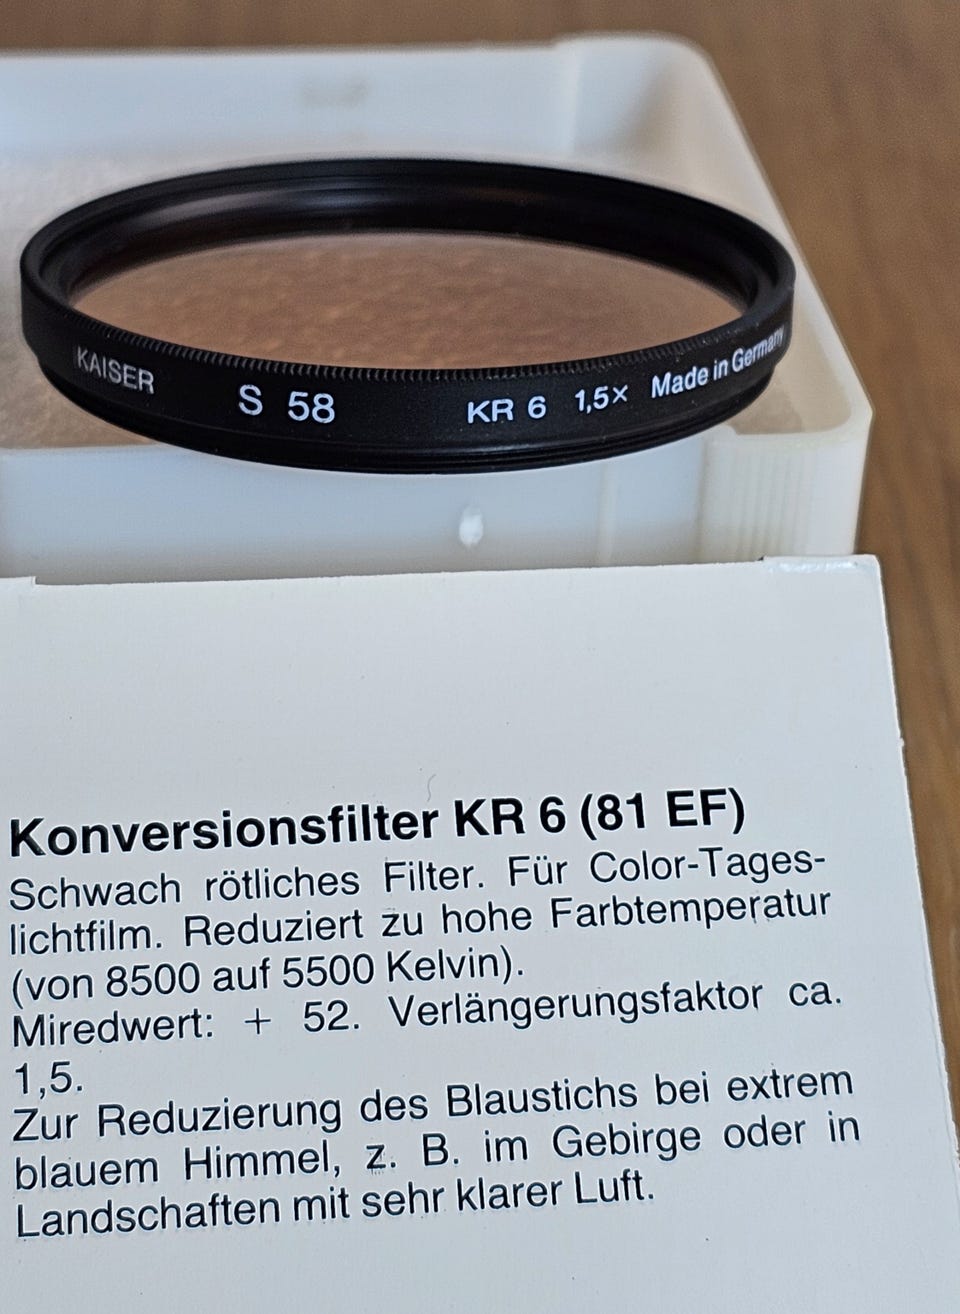 KAISER S 58 KR 6 1,5× Made in Germany
Konversionsfilter KR 6 (81 EF)
Schwach rötliches Filter. Für Color-Tages-
lichtfilm. Reduziert zu hohe Farbtemperatur
(von 8500 auf 5500 Kelvin).
Miredwert: + 52. Verlängerungsfaktor ca.
1,5.
Zur Reduzierung des Blaustichs bei extrem
blauem Himmel, z. B. im Gebirge oder in
Landschaften mit sehr klarer Luft.